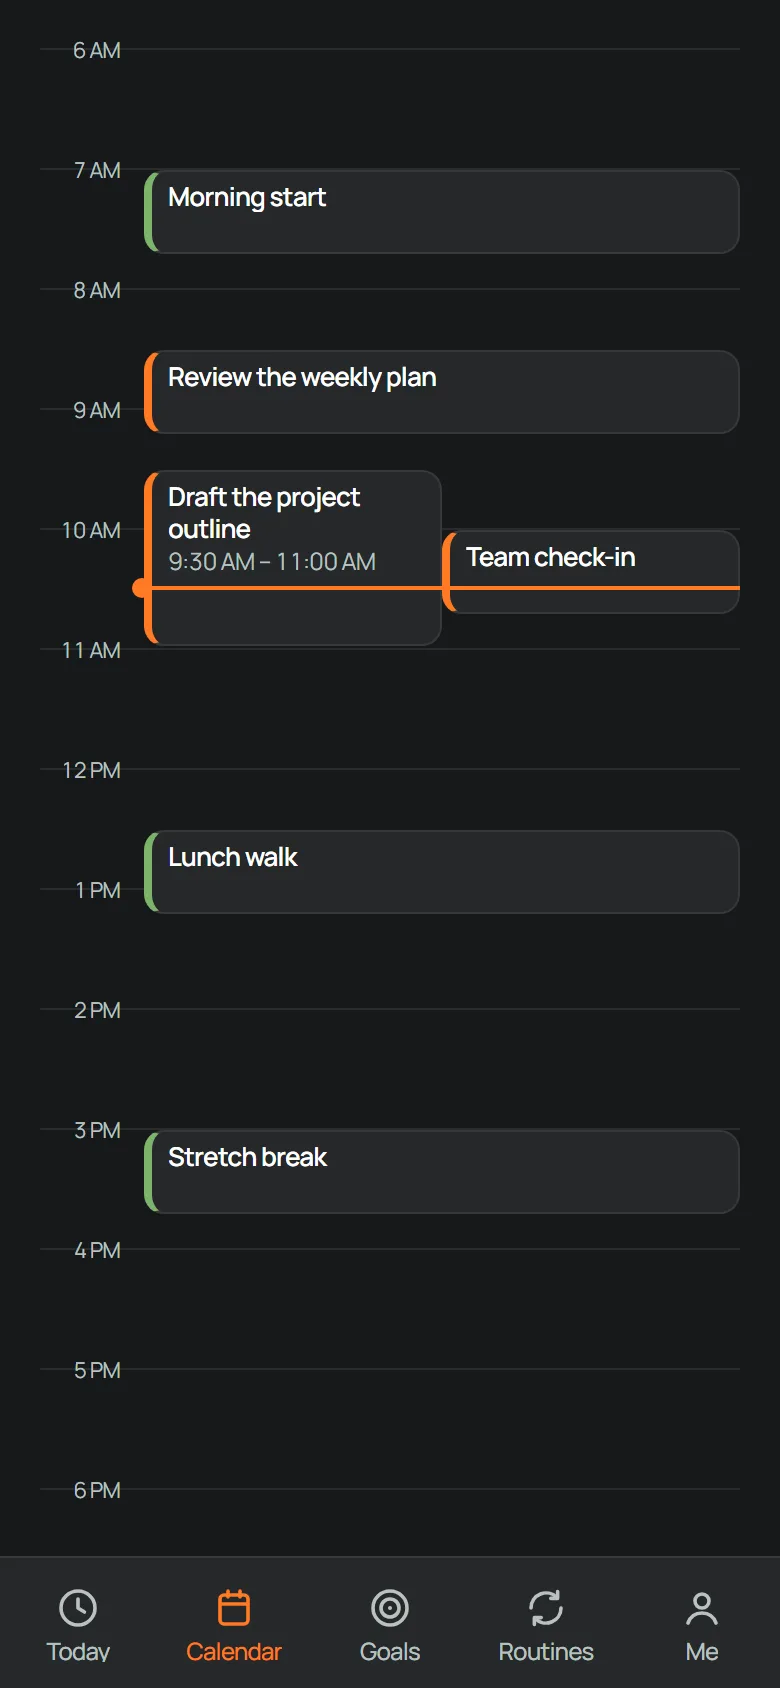 6 AM
7 AM
Morning start
8 AM
Review the weekly plan
9 AM
Draft the project
outline
10 AM
9:30 AM – 11:00 AM
Team check-in
11 AM
12 PM
Lunch walk
1 PM
2 PM
3 PM
Stretch break
4 PM
5 PM
6 PM
Today
Calendar
Goals
Routines
Me